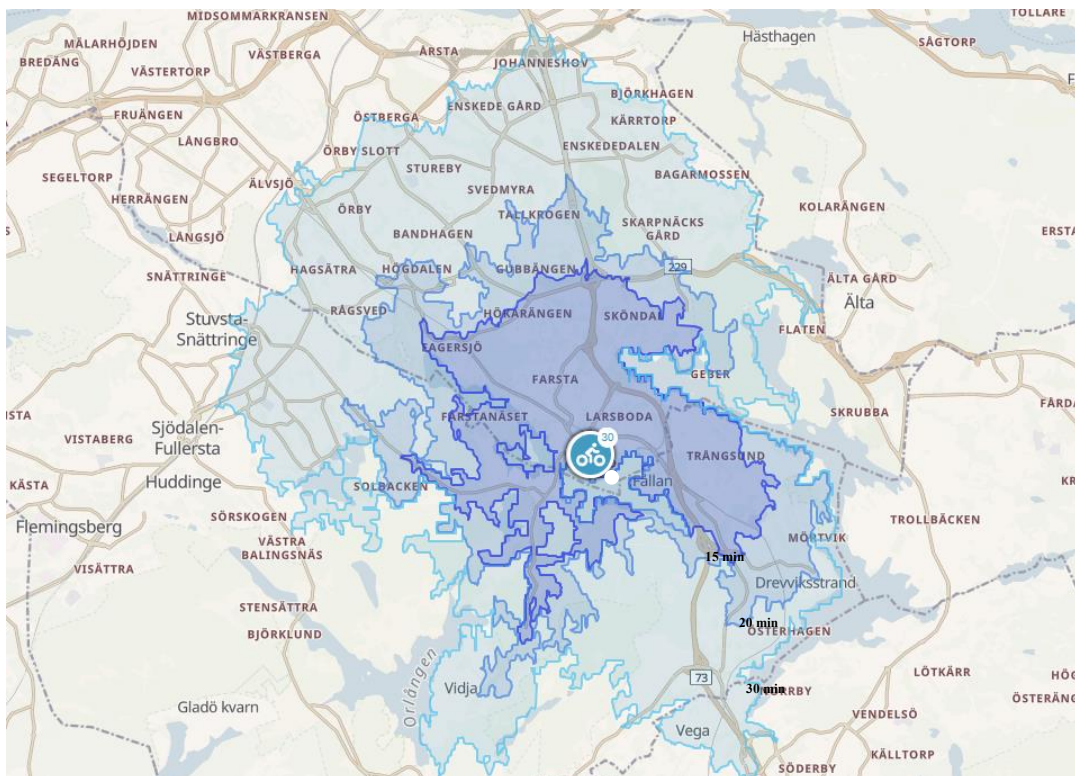 MIDSOMMARKRANSEN
TOLLARE
MÄLARHÖJDEN
VÄSTBERGA
ÅRSTA
JOHANNESHOV
Hästhagen
SÅGTORP
BREDÄNG
VÄSTERTORP
BJÖRKHAGEN
FRUÄNGEN
ÖSTBERGA
ENSKEDE GÅRD
KÄRRTORP
LÅNGBRO
ÖRBY SLOTT
ENSKEDEDALEN
SEGELTORP
ÄLVSJÖ
STUREBY
BAGARMOSSEN
HERRÄNGEN
SVEDMYRA
KOLARÄNGEN
ÖRBY
TALLKROGEN
SKARPNÄCKS
GÅRD
LÅNGSJÖ
BANDHAGEN
ERSTA
SNÄTTRINGE
HAGSÄTRA
HÖGDALEN
GUBBÄNGEN
229
ÄLTA GÅRD
Älta
RÅGSVED
HÖKARÄNGEN
SKÖNDAL
Stuvsta-
Snättringe
FLATEN
FAGERSJÖ
FARSTA
GEBER
FARSTANÄSET
LARSBODA
SKRUBBA
FÅRDA
VISTABERG
Sjödalen-
Fullersta
30
TRÅNGSUND
KÄSTA
Huddinge
SOLBACKEN
Fällan
Flemingsberg
SÖRSKOGEN
TROLLBÄCKEN
VÄSTRA
BALINGSNÄS
MÖRTVIK
VISÄTTRA
15 min
Drevviksstrand
STENSÄTTRA
20 min
BJÖRKLUND
ÖSTERHAGEN
Orlången
LÖTKÄRR
73
Vidja
30 min
NORRBY
ÖSTERÄNG
Gladö kvarn
VENDELSÖ
Vega
KÄLLTORP
SÖDERBY